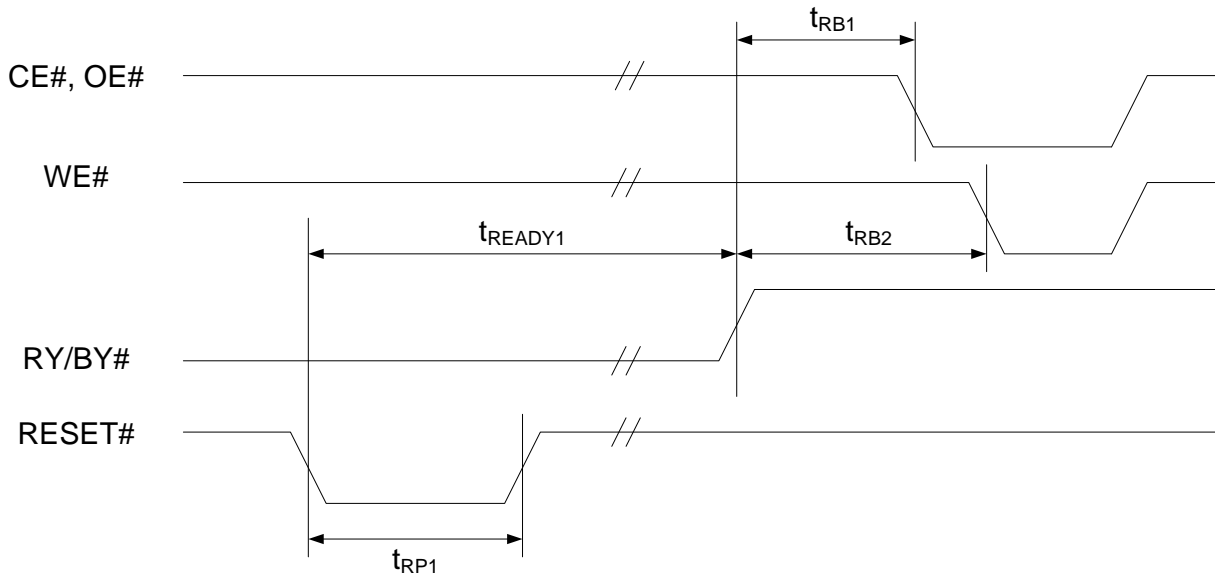 tRB1
CE#, OE#
WE#
tREADY1
tRB2
RY/BY#
RESET#
tRP1